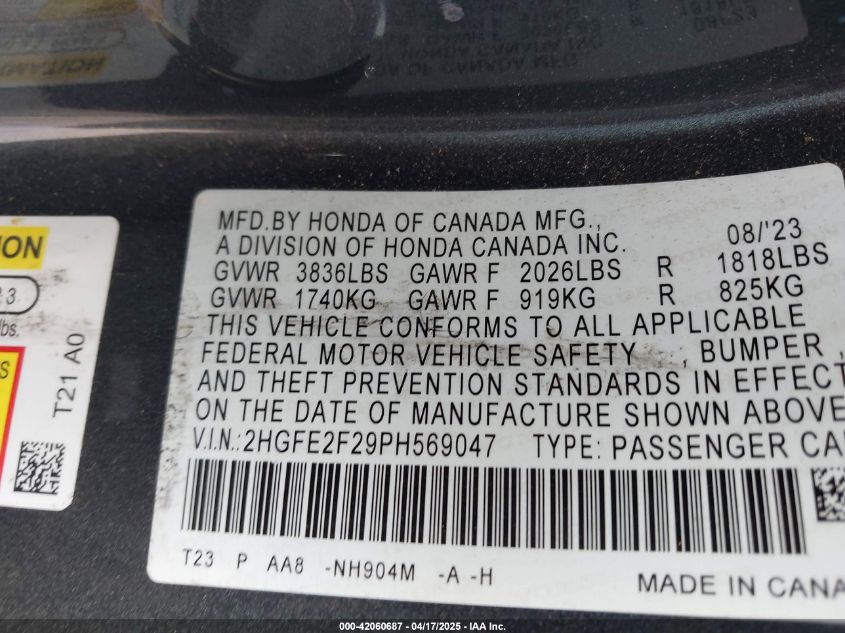 ION
3
lbs.
S
T21 A0
MFD.BY HONDA OF CANADA MFG.,
A DIVISION OF HONDA CANADA INC. 08/'23
GVWR 3836LBS GAWR F 2026LBS R 1818LBS
GVWR 1740KG GAWR F 919KG R 825KG
THIS VEHICLE CONFORMS TO ALL APPLICABLE
FEDERAL MOTOR VEHICLE SAFETY , BUMPER ,
AND THEFT PREVENTION STANDARDS IN EFFECT
ON THE DATE OF MANUFACTURE SHOWN ABOVE
V.I.N.:2HGFE2F29PH569047 TYPE: PASSENGER CA
T23 P AA8 -NH904M -A -H
MADE IN CANA
000-42060687 - 04/17/2025 - IAA Inc.